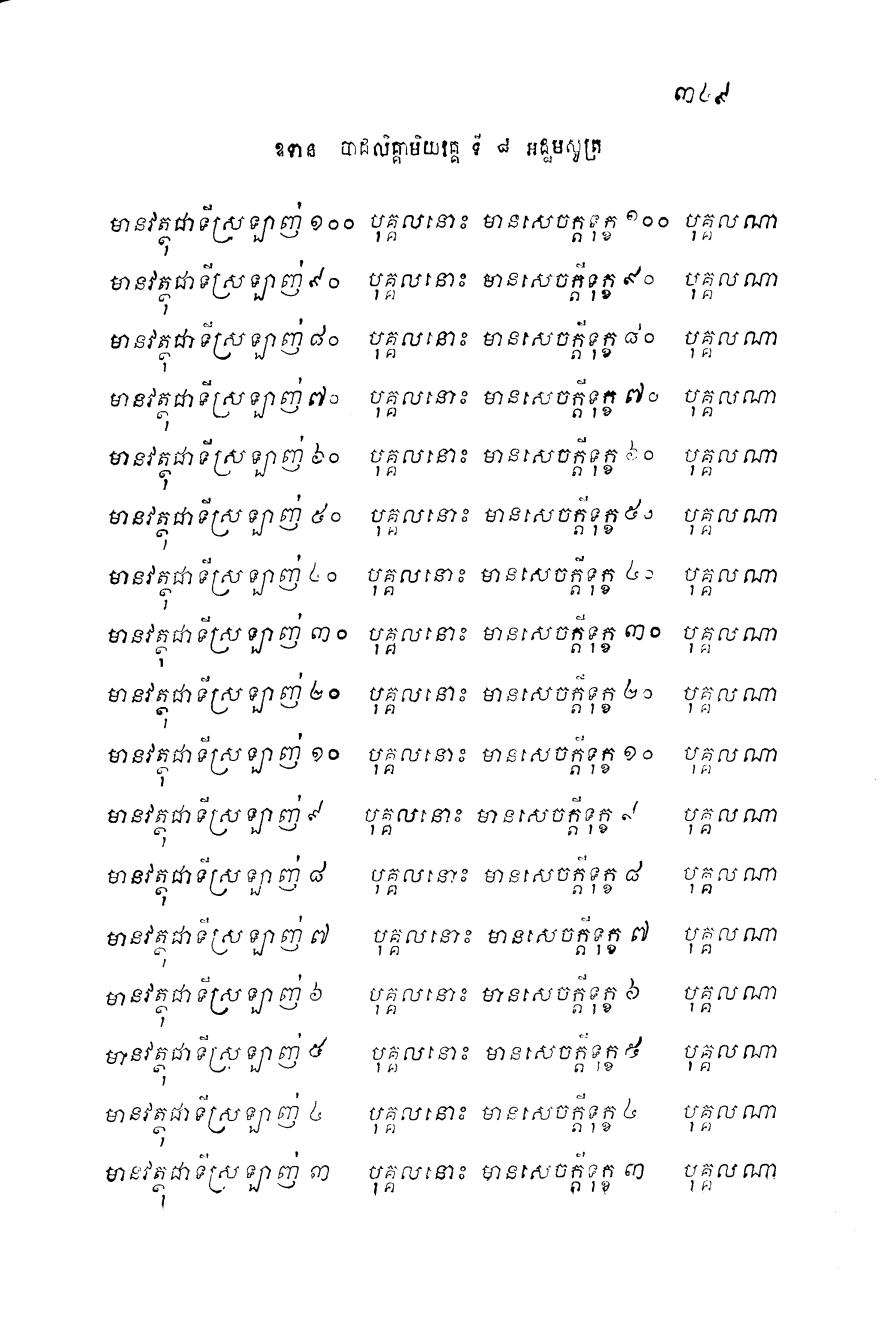 ៣៤៩
ឧទាន បាដលិគ្គាមិយវគ្គ ទី ៨ អដ្ឋមសូត្រ
មានវត្ថុជាទីស្រឡាញ់ ១០០ បុគ្គលនោះ មានសេចក្តីទុក្ខ ១០០ បុគ្គលណា
មានវត្ថុជាទីស្រឡាញ់ ៩០ បុគ្គលនោះ មានសេចក្តីទុក្ខ ៩០ បុគ្គលណា
មានវត្ថុជាទីស្រឡាញ់ ៨០ បុគ្គលនោះ មានសេចក្តីទុក្ខ ៨០ បុគ្គលណា
មានវត្ថុជាទីស្រឡាញ់ ៧០ បុគ្គលនោះ មានសេចក្តីទុក្ខ ៧០ បុគ្គលណា
មានវត្ថុជាទីស្រឡាញ់ ៦០ បុគ្គលនោះ មានសេចក្តីទុក្ខ ៦០ បុគ្គលណា
មានវត្ថុជាទីស្រឡាញ់ ៥០ បុគ្គលនោះ មានសេចក្តីទុក្ខ ៥០ បុគ្គលណា
មានវត្ថុជាទីស្រឡាញ់ ៤០ បុគ្គលនោះ មានសេចក្តីទុក្ខ ៤០ បុគ្គលណា
មានវត្ថុជាទីស្រឡាញ់ ៣០ បុគ្គលនោះ មានសេចក្តីទុក្ខ ៣០ បុគ្គលណា
មានវត្ថុជាទីស្រឡាញ់ ២០ បុគ្គលនោះ មានសេចក្តីទុក្ខ ២០ បុគ្គលណា
មានវត្ថុជាទីស្រឡាញ់ ១០ បុគ្គលនោះ មានសេចក្តីទុក្ខ ១០ បុគ្គលណា
មានវត្ថុជាទីស្រឡាញ់ ៩ បុគ្គលនោះ មានសេចក្តីទុក្ខ ៩ បុគ្គលណា
មានវត្ថុជាទីស្រឡាញ់ ៨ បុគ្គលនោះ មានសេចក្តីទុក្ខ ៨ បុគ្គលណា
មានវត្ថុជាទីស្រឡាញ់ ៧ បុគ្គលនោះ មានសេចក្តីទុក្ខ ៧ បុគ្គលណា
មានវត្ថុជាទីស្រឡាញ់ ៦ បុគ្គលនោះ មានសេចក្តីទុក្ខ ៦ បុគ្គលណា
មានវត្ថុជាទីស្រឡាញ់ ៥ បុគ្គលនោះ មានសេចក្តីទុក្ខ ៥ បុគ្គលណា
មានវត្ថុជាទីស្រឡាញ់ ៤ បុគ្គលនោះ មានសេចក្តីទុក្ខ ៤ បុគ្គលណា
មានវត្ថុជាទីស្រឡាញ់ ៣ បុគ្គលនោះ មានសេចក្តីទុក្ខ ៣ បុគ្គលណា